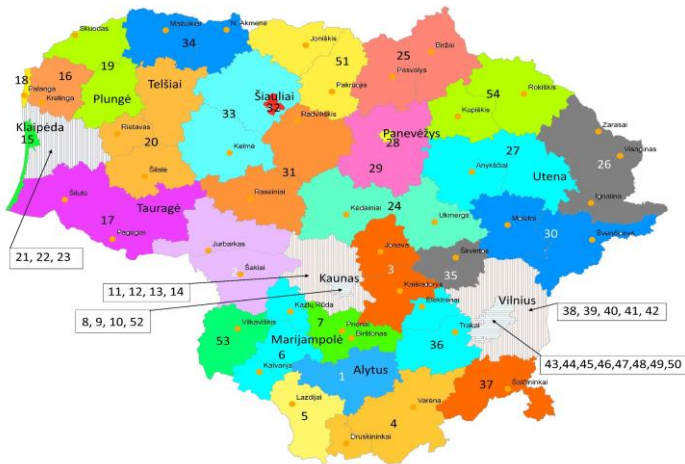 Skuodas
Mažeikiai
N. Akmenė
34
Joniškis
51
25
Biržai
Pasvalys
19
16
18
Palanga
Kretinga
Plungė
Telšiai
Šiauliai
32
33
Pakruojis
54
Rokiškis
Kupiškis
Klaipėda
15
Rietavas
20
Kelmė
Radviliškis
Panevėžys
28
Zarasai
Visaginas
26
27
Anykščiai
Utena
Šilalė
31
29
Raseiniai
Šilutė
Tauragė
17
Pagėgiai
24
Kėdainiai
Ukmergė
Ignalina
Molėtai
30
Švenčionys
21, 22, 23
Jurbarkas
2
Šakiai
Jonava
3
Širvintos
35
Kaunas
11, 12, 13, 14
8, 9, 10, 52
Kaišiadorys
Elektrėnai
Vilnius
38, 39, 40, 41, 42
Kazlų Rūda
7
Prienai
Birštonas
Vilkaviškis
53
Marijampolė
6
Kalvarija
Trakai
36
43,44,45,46,47,48,49,50
1
Alytus
37
Šalčininkai
Lazdijai
5
Varėna
4
Druskininkai